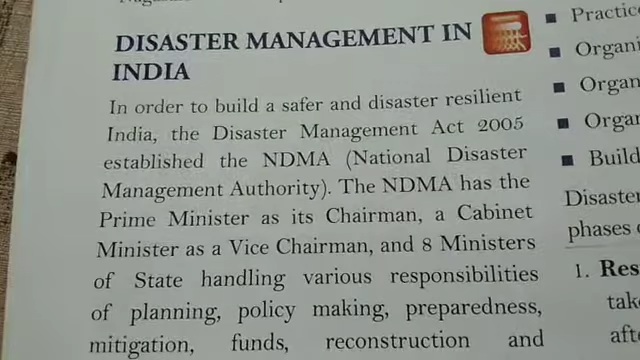 DISASTER MANAGEMENT IN
INDIA
In order to build a safer and disaster resilient
India, the Disaster Management Act 2005
established the NDMA (National Disaster
Management Authority). The NDMA has the
Prime Minister as its Chairman, a Cabinet
Minister as a Vice Chairman, and 8 Ministers
of State handling various responsibilities
of planning, policy making, preparedness,
mitigation, funds, reconstruction and
■ Practice
■ Organi
■ Organ
■ Organ
■ Build
Disaster
phases
1. Res
tak
aft